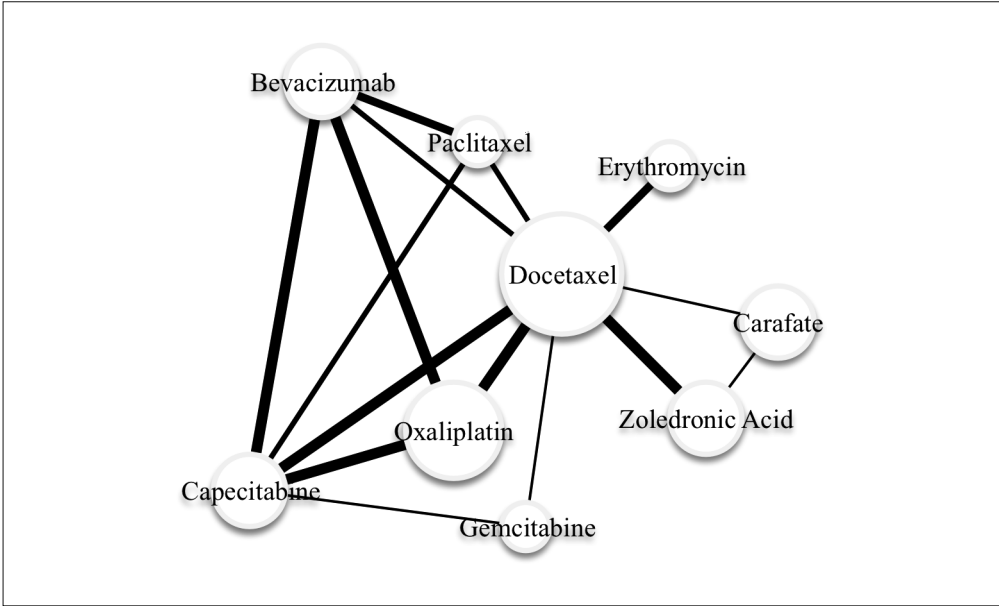 Bevacizumab
Paclitaxel
Erythromycin
Docetaxel
Carafate
Zoledronic Acid
Oxaliplatin
Capecitabine
Gemcitabine